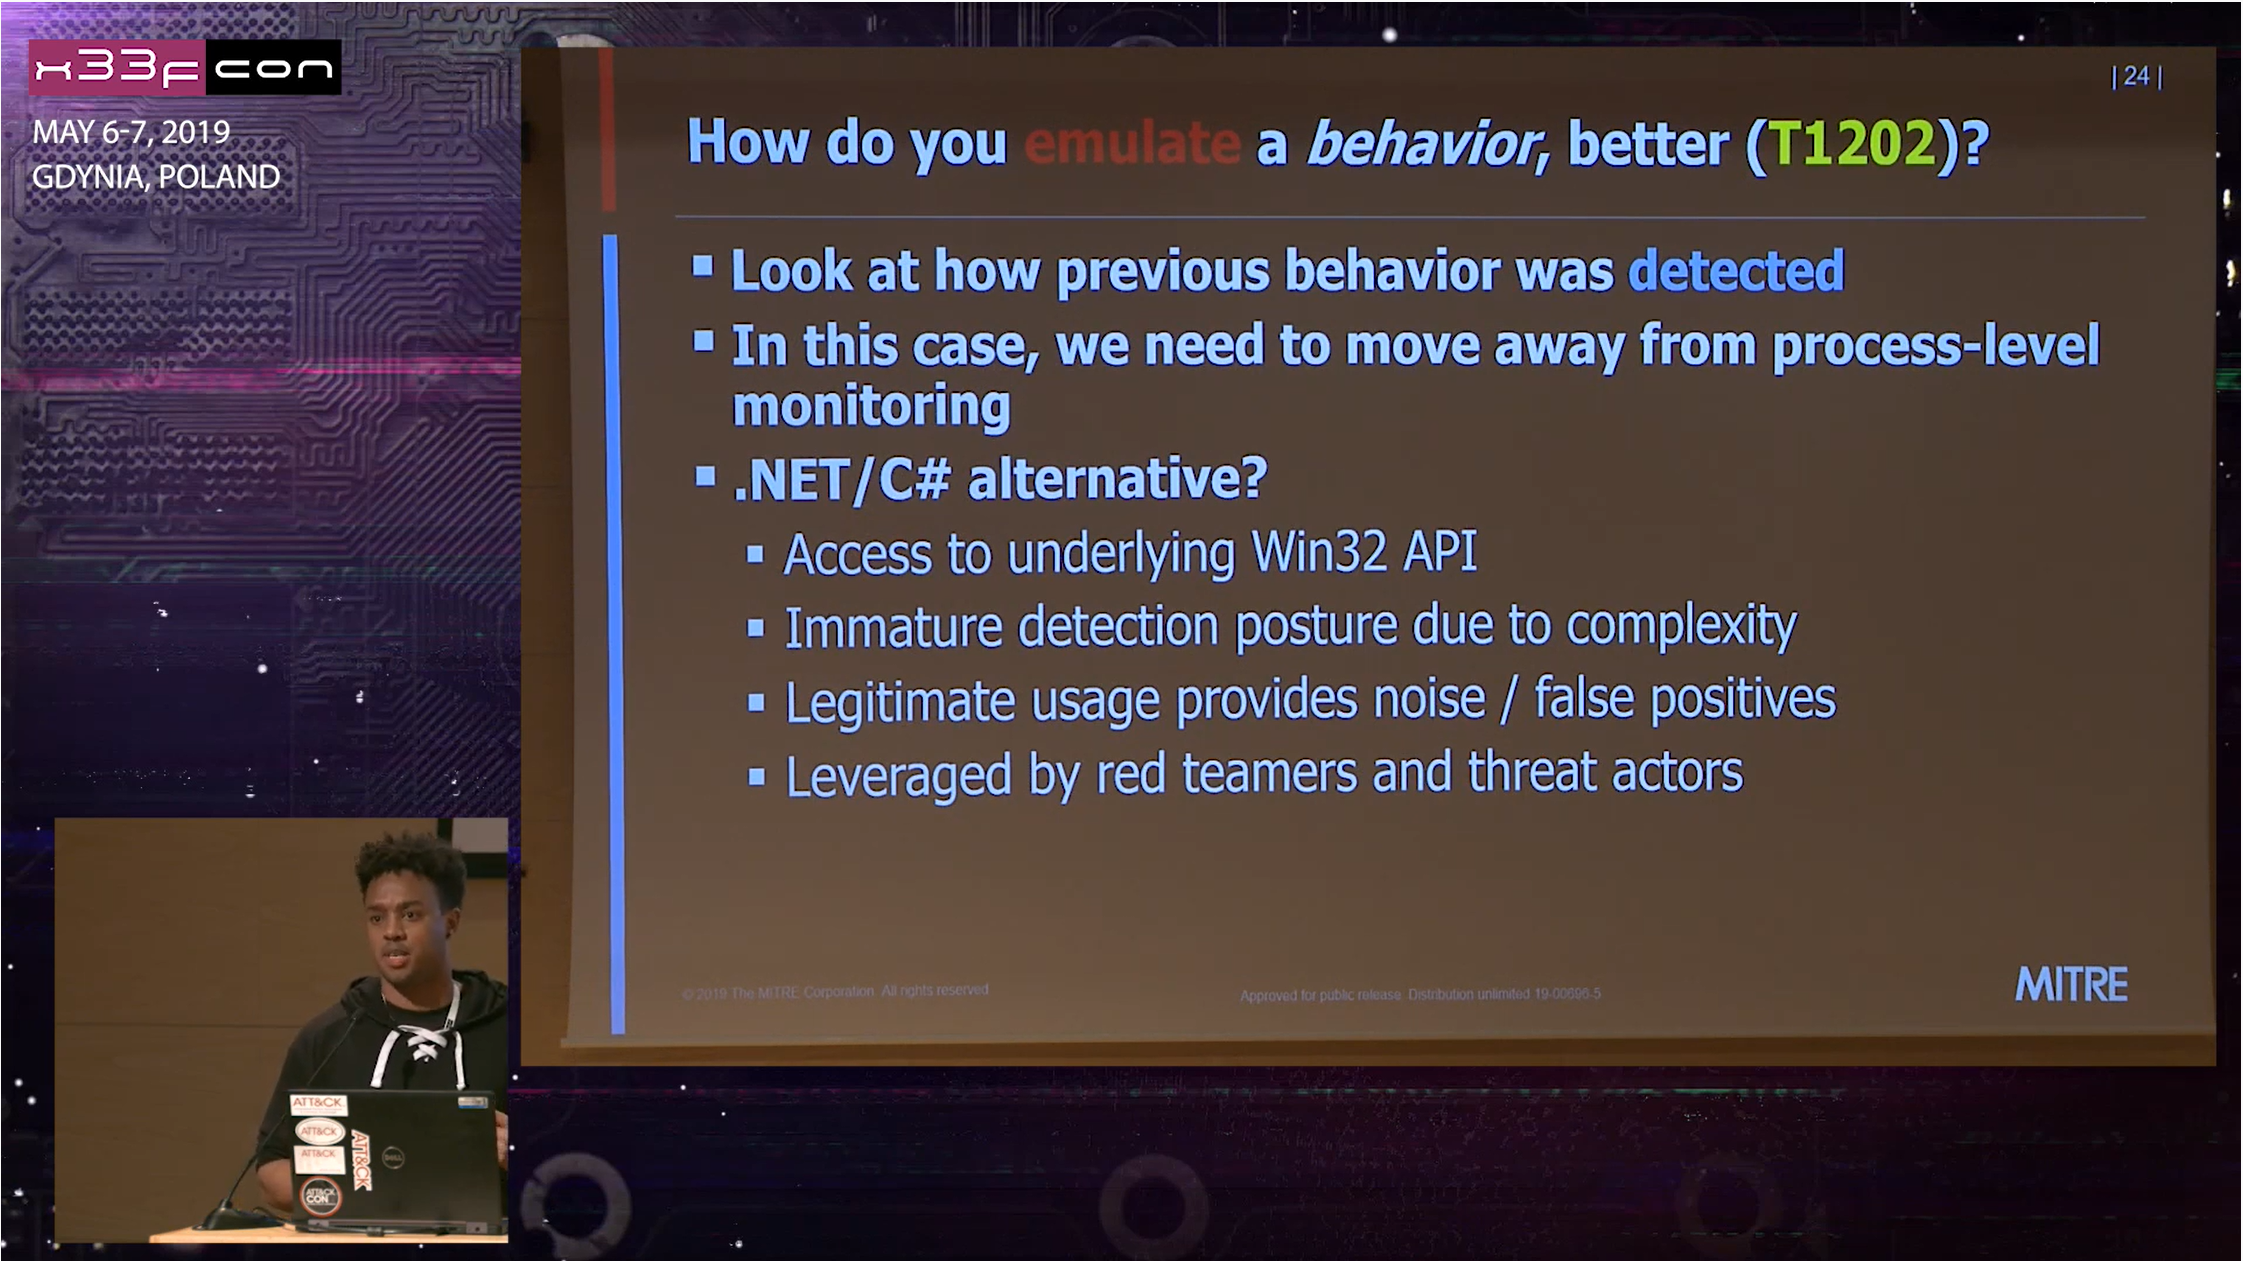 x33fcon
MAY 6-7, 2019
GDYNIA, POLAND
| 24 |
How do you emulate a behavior, better (T1202)?
▪ Look at how previous behavior was detected
▪ In this case, we need to move away from process-level
monitoring
▪ .NET/C# alternative?
▪ Access to underlying Win32 API
▪ Immature detection posture due to complexity
▪ Legitimate usage provides noise / false positives
▪ Leveraged by red teamers and threat actors
© 2019 The MITRE Corporation. All rights reserved
Approved for public release. Distribution unlimited 19-00696-5
MITRE
ATT&CK
ATT&CK
ATT&CK
ATT&CK
DELL
ATT&CK
CON